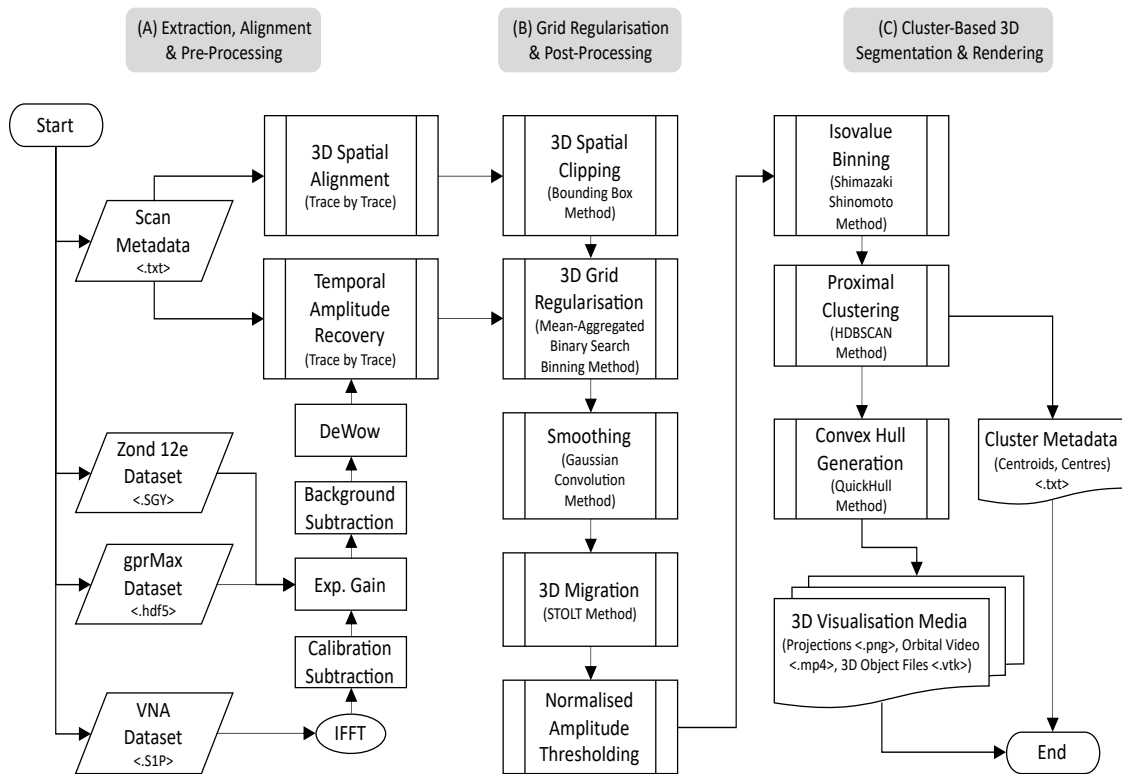 (A) Extraction, Alignment
& Pre-Processing
(B) Grid Regularisation
& Post-Processing
(C) Cluster-Based 3D
Segmentation & Rendering
Start
Scan
Metadata
<.txt>
Zond 12e
Dataset
<.SGY>
gprMax
Dataset
<.hdf5>
VNA
Dataset
<.S1P>
3D Spatial
Alignment
(Trace by Trace)
Temporal
Amplitude
Recovery
(Trace by Trace)
DeWow
Background
Subtraction
Exp. Gain
Calibration
Subtraction
IFFT
3D Spatial
Clipping
(Bounding Box
Method)
3D Grid
Regularisation
(Mean-Aggregated
Binary Search
Binning Method)
Smoothing
(Gaussian
Convolution
Method)
3D Migration
(STOLT Method)
Normalised
Amplitude
Thresholding
Isovalue
Binning
(Shimazaki
Shinomoto
Method)
Proximal
Clustering
(HDBSCAN
Method)
Convex Hull
Generation
(QuickHull
Method)
Cluster Metadata
(Centroids, Centres)
<.txt>
3D Visualisation Media
(Projections <.png>, Orbital Video
<.mp4>, 3D Object Files <.vtk>)
End